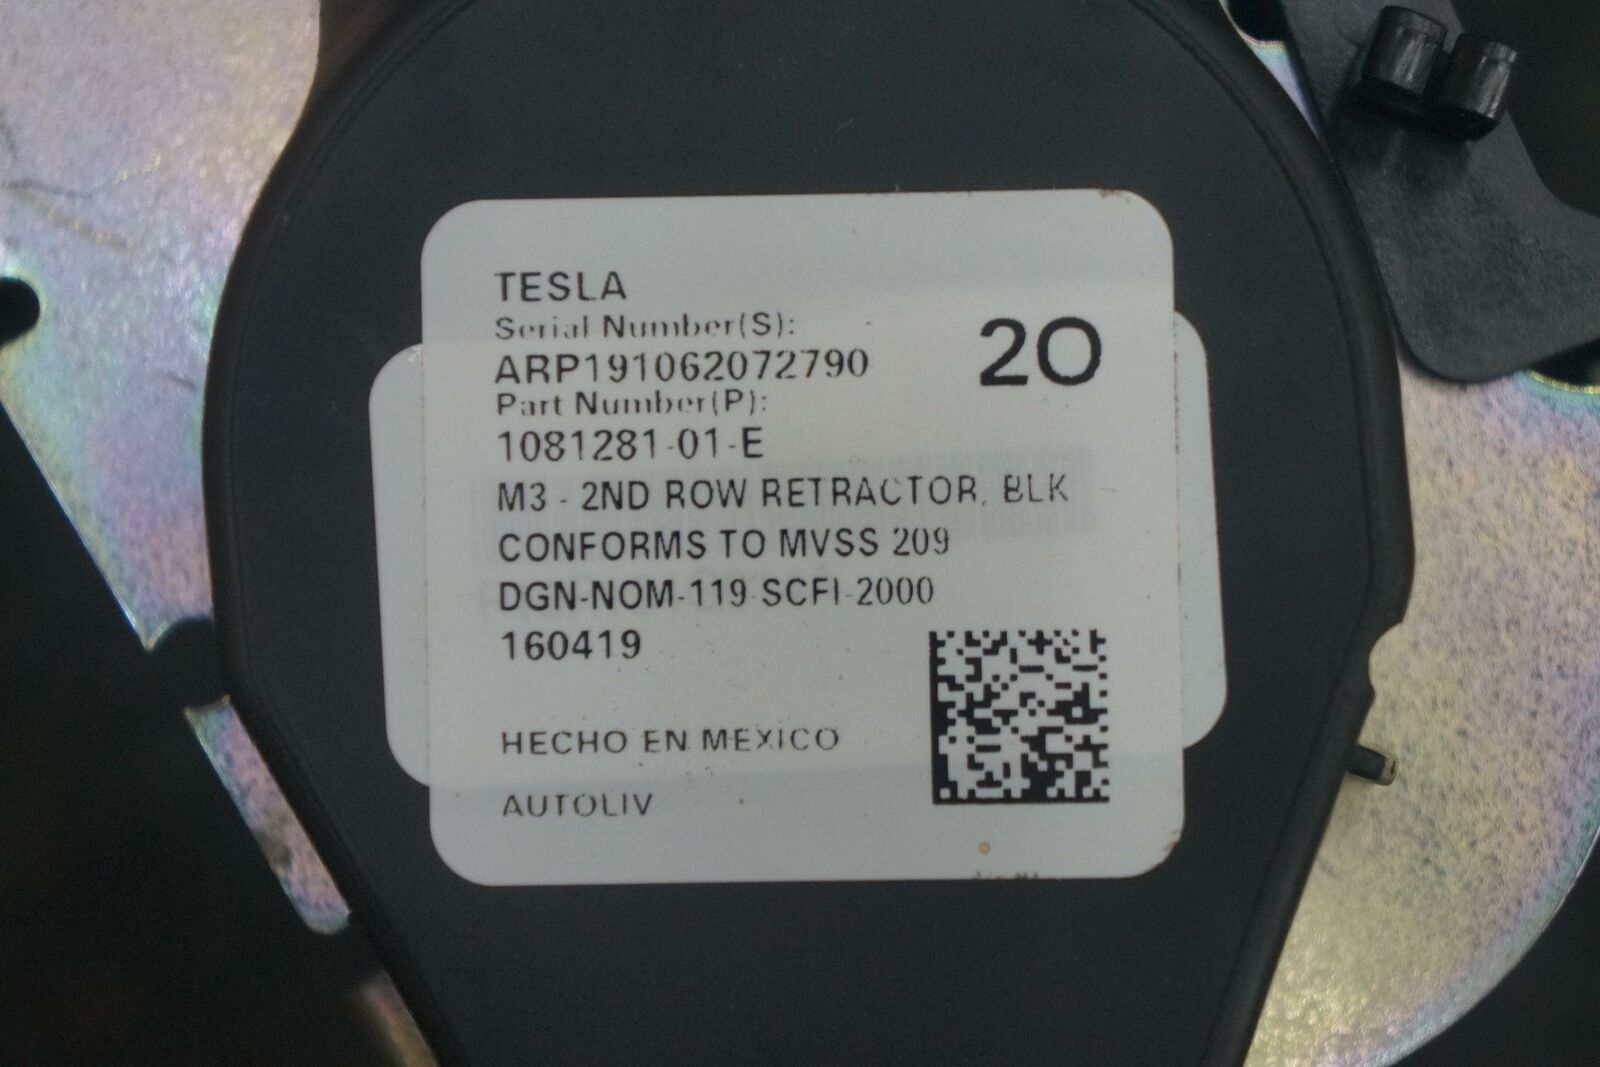 TESLA
Serial Number(S):
ARP191062072790
20
Part Number(P):
1081281-01-E
M3 - 2ND ROW RETRACTOR, BLK
CONFORMS TO MVSS 209
DGN-NOM-119-SCFI-2000
160419
HECHO EN MEXICO
AUTOLIV